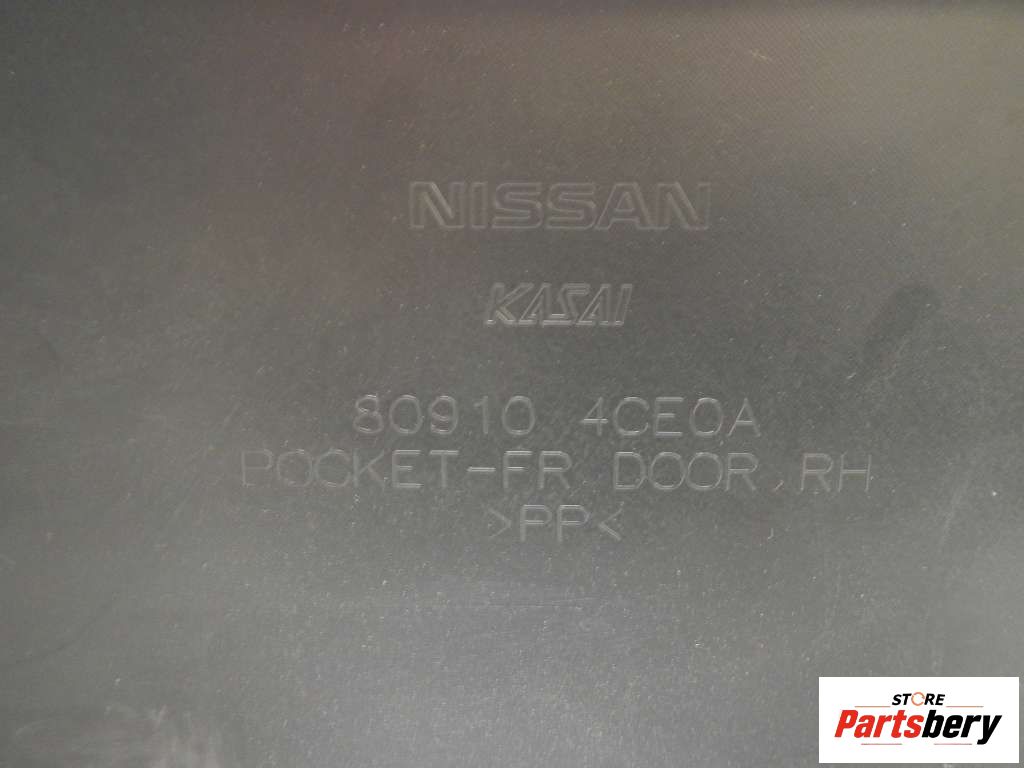 NISSAN
KASAI
80910 4CE0A
POCKET-FR DOOR RH
>PP<
STORE
Partsbery